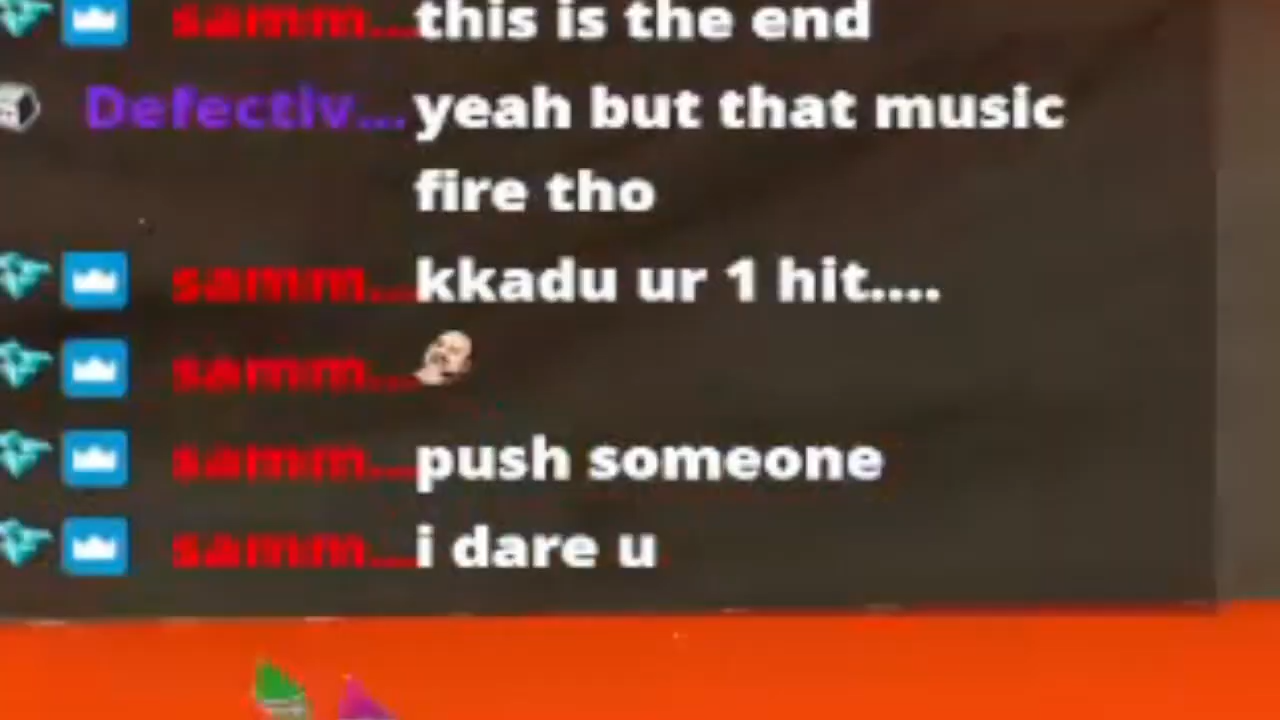 samm...this is the end
Defectiv...yeah but that music
fire tho
samm...kkadu ur 1 hit....
samm...
samm...push someone
samm...i dare u